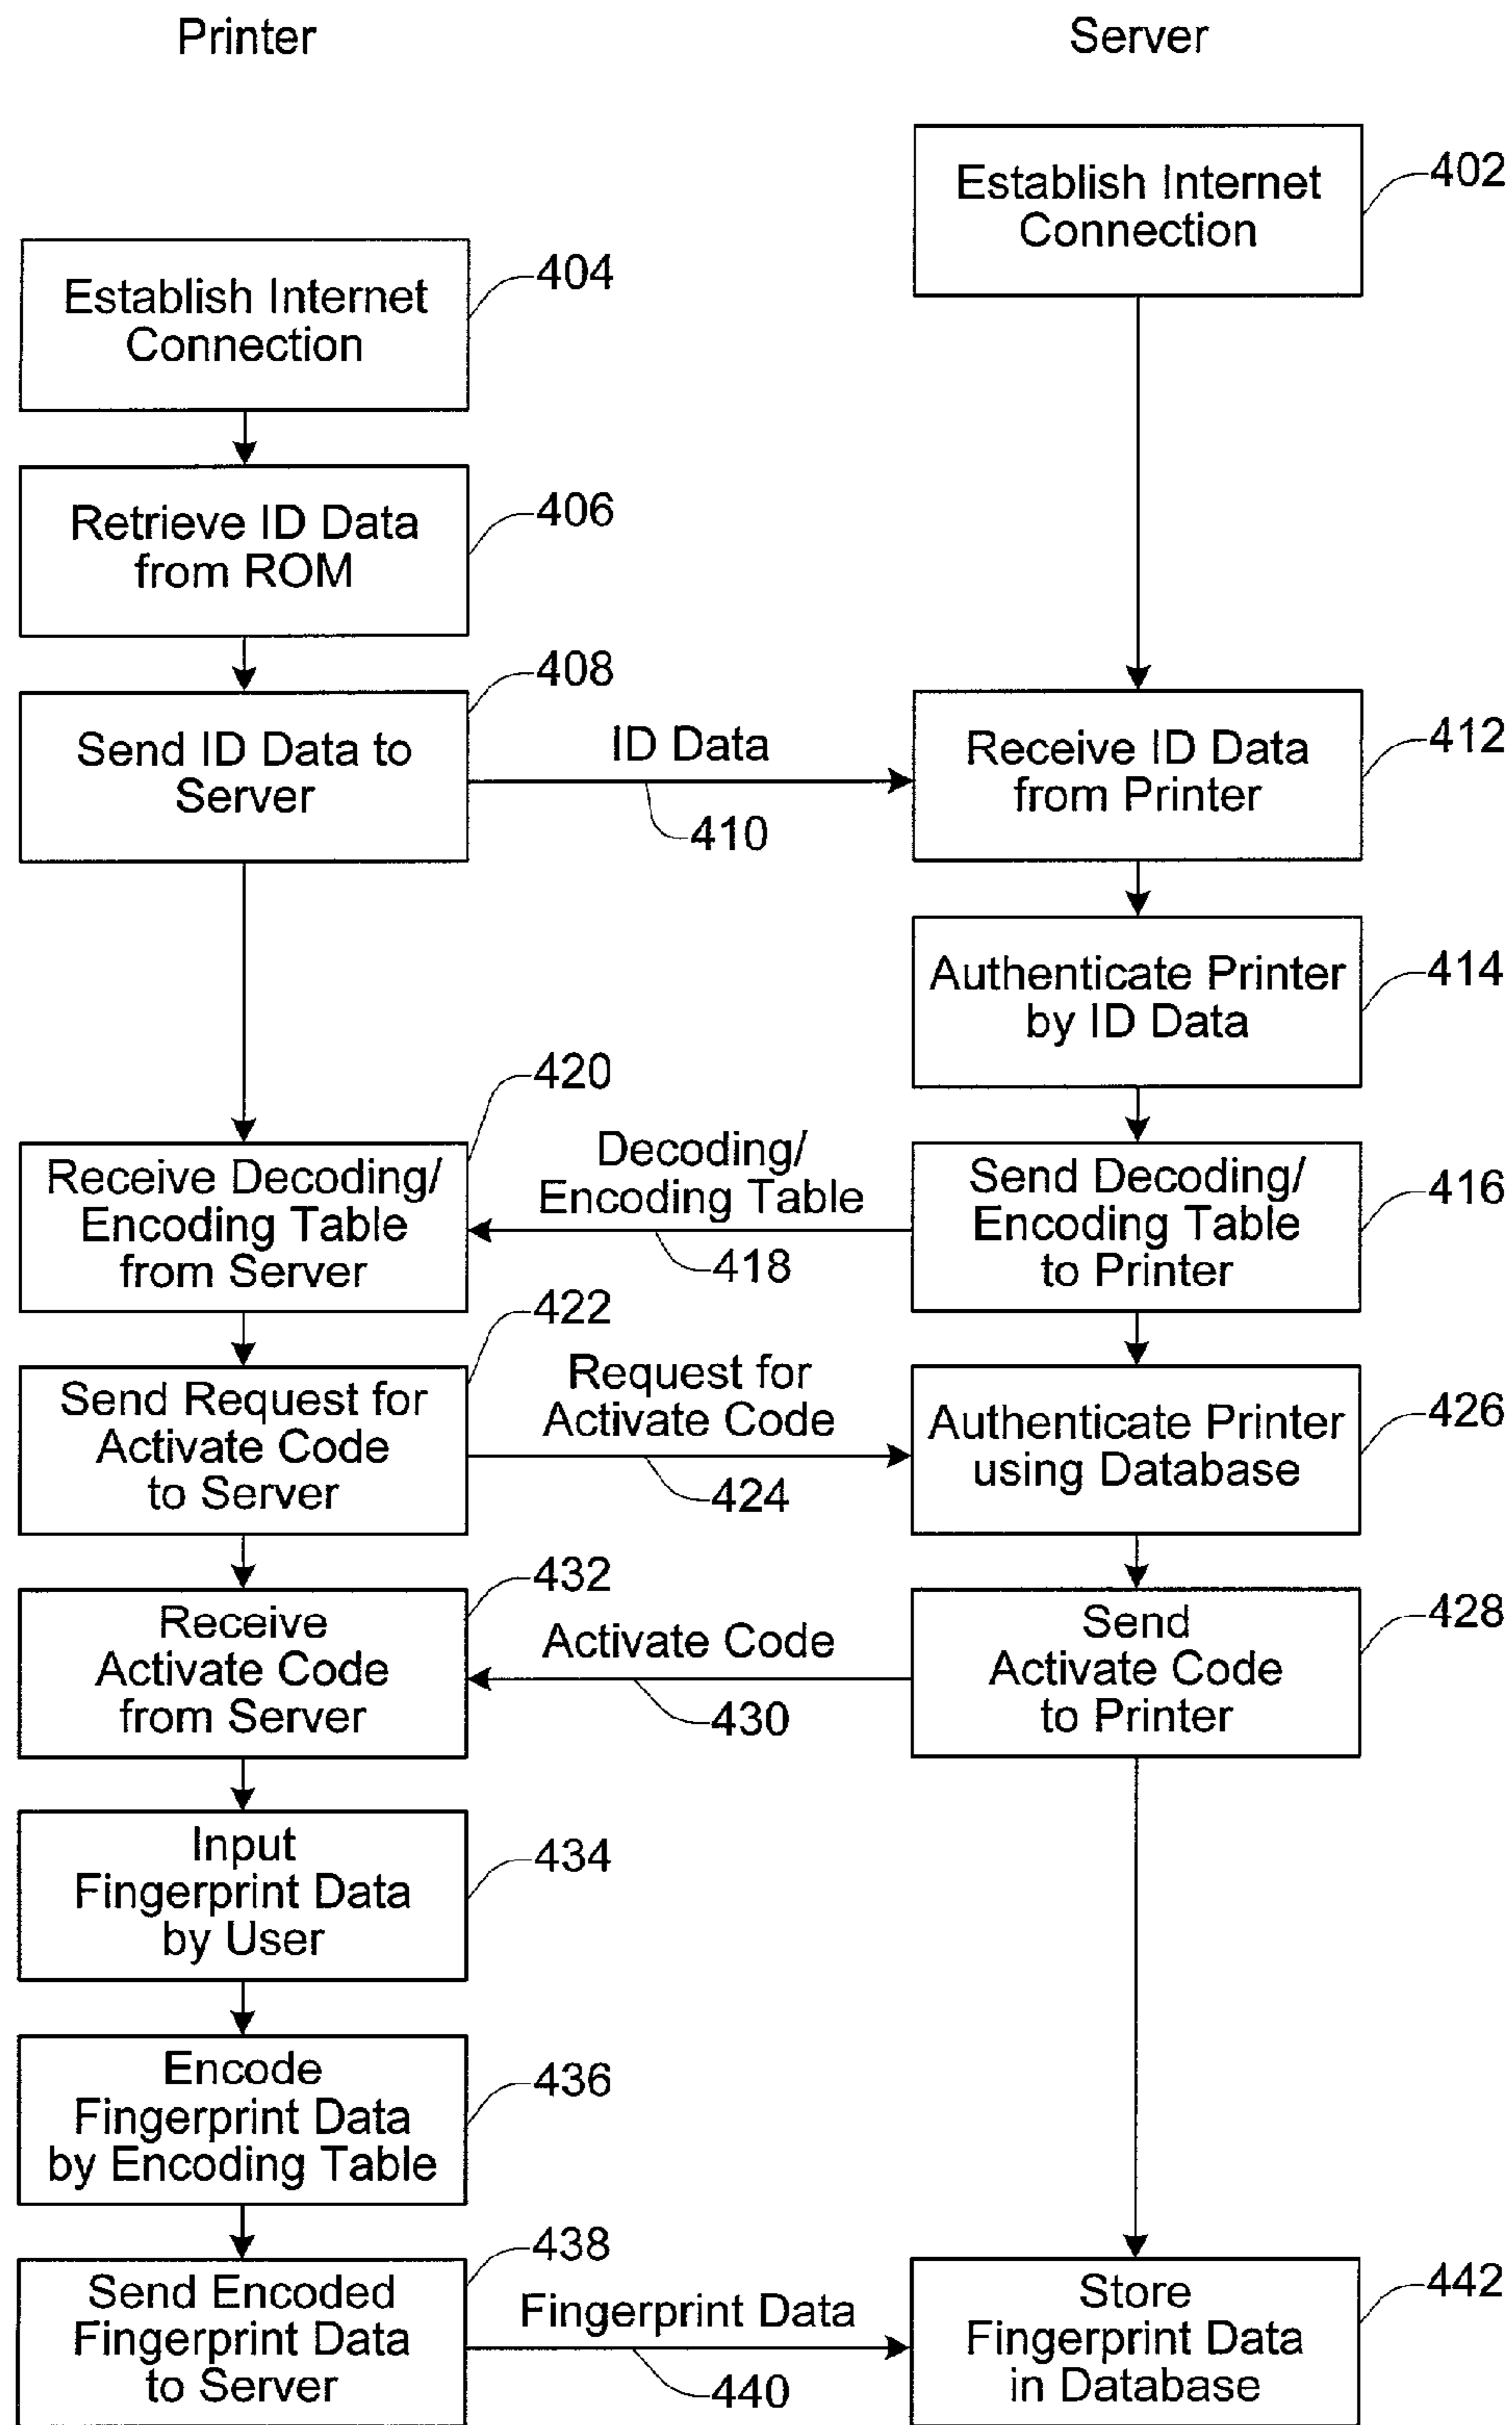 Printer
Server
Establish Internet
Connection
402
Establish Internet
Connection
404
Retrieve ID Data
from ROM
406
Send ID Data to
Server
408
ID Data
410
Receive ID Data
from Printer
412
Authenticate Printer
by ID Data
414
Send Decoding/
Encoding Table
to Printer
416
Decoding/
Encoding Table
418
Receive Decoding/
Encoding Table
from Server
420
Send Request for
Activate Code
to Server
422
Request for
Activate Code
424
Authenticate Printer
using Database
426
Send
Activate Code
to Printer
428
Activate Code
430
Receive
Activate Code
from Server
432
Input
Fingerprint Data
by User
434
Encode
Fingerprint Data
by Encoding Table
436
Send Encoded
Fingerprint Data
to Server
438
Fingerprint Data
440
Store
Fingerprint Data
in Database
442